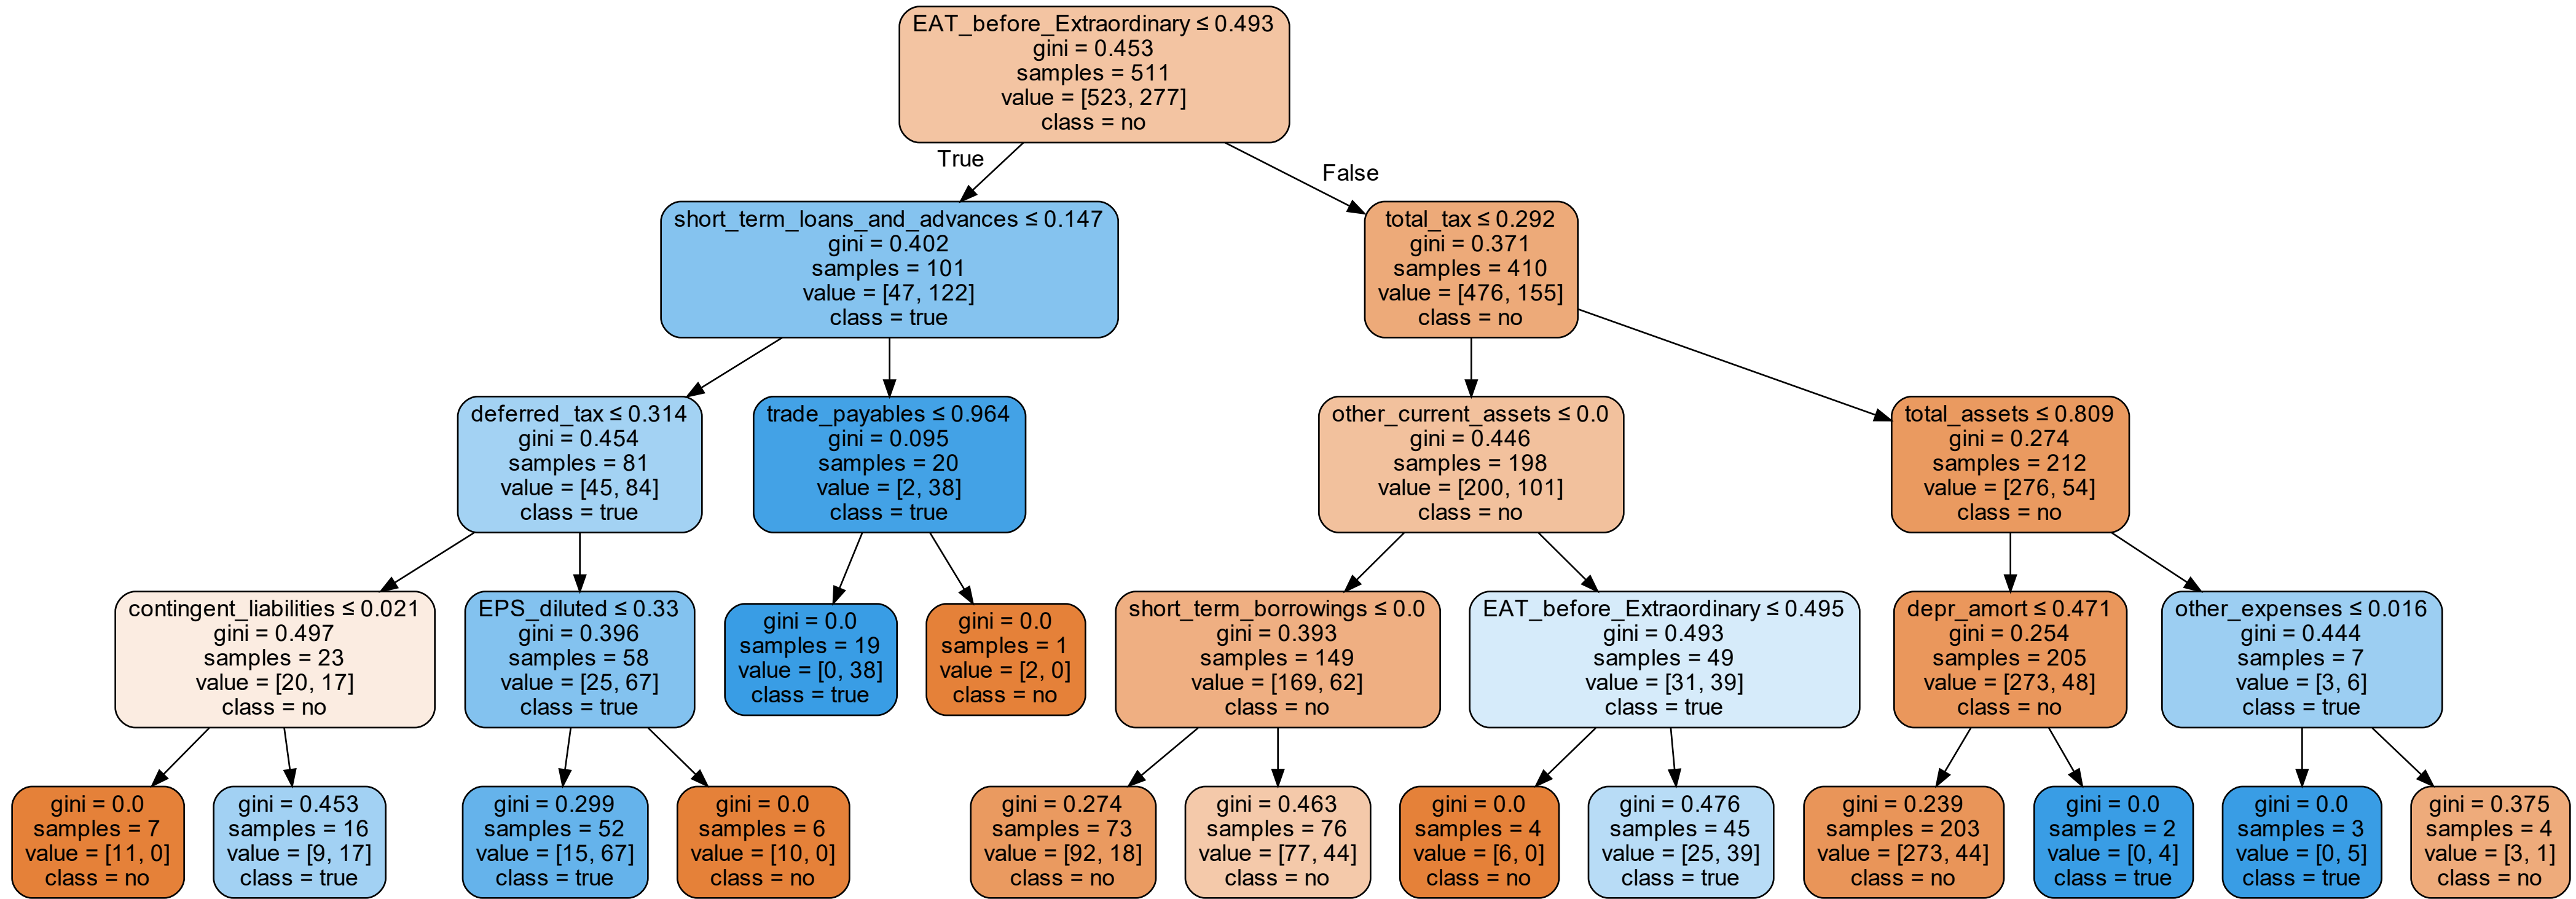 EAT_before_Extraordinary ≤ 0.493
gini = 0.453
samples = 511
value = [523, 277]
class = no
True
False
short_term_loans_and_advances ≤ 0.147
gini = 0.402
samples = 101
value = [47, 122]
class = true
total_tax ≤ 0.292
gini = 0.371
samples = 410
value = [476, 155]
class = no
deferred_tax ≤ 0.314
gini = 0.454
samples = 81
value = [45, 84]
class = true
trade_payables ≤ 0.964
gini = 0.095
samples = 20
value = [2, 38]
class = true
other_current_assets ≤ 0.0
gini = 0.446
samples = 198
value = [200, 101]
class = no
total_assets ≤ 0.809
gini = 0.274
samples = 212
value = [276, 54]
class = no
contingent_liabilities ≤ 0.021
gini = 0.497
samples = 23
value = [20, 17]
class = no
EPS_diluted ≤ 0.33
gini = 0.396
samples = 58
value = [25, 67]
class = true
gini = 0.0
samples = 19
value = [0, 38]
class = true
gini = 0.0
samples = 1
value = [2, 0]
class = no
short_term_borrowings ≤ 0.0
gini = 0.393
samples = 149
value = [169, 62]
class = no
EAT_before_Extraordinary ≤ 0.495
gini = 0.493
samples = 49
value = [31, 39]
class = true
depr_amort ≤ 0.471
gini = 0.254
samples = 205
value = [273, 48]
class = no
other_expenses ≤ 0.016
gini = 0.444
samples = 7
value = [3, 6]
class = true
gini = 0.0
samples = 7
value = [11, 0]
class = no
gini = 0.453
samples = 16
value = [9, 17]
class = true
gini = 0.299
samples = 52
value = [15, 67]
class = true
gini = 0.0
samples = 6
value = [10, 0]
class = no
gini = 0.274
samples = 73
value = [92, 18]
class = no
gini = 0.463
samples = 76
value = [77, 44]
class = no
gini = 0.0
samples = 4
value = [6, 0]
class = no
gini = 0.476
samples = 45
value = [25, 39]
class = true
gini = 0.239
samples = 203
value = [273, 44]
class = no
gini = 0.0
samples = 2
value = [0, 4]
class = true
gini = 0.0
samples = 3
value = [0, 5]
class = true
gini = 0.375
samples = 4
value = [3, 1]
class = no